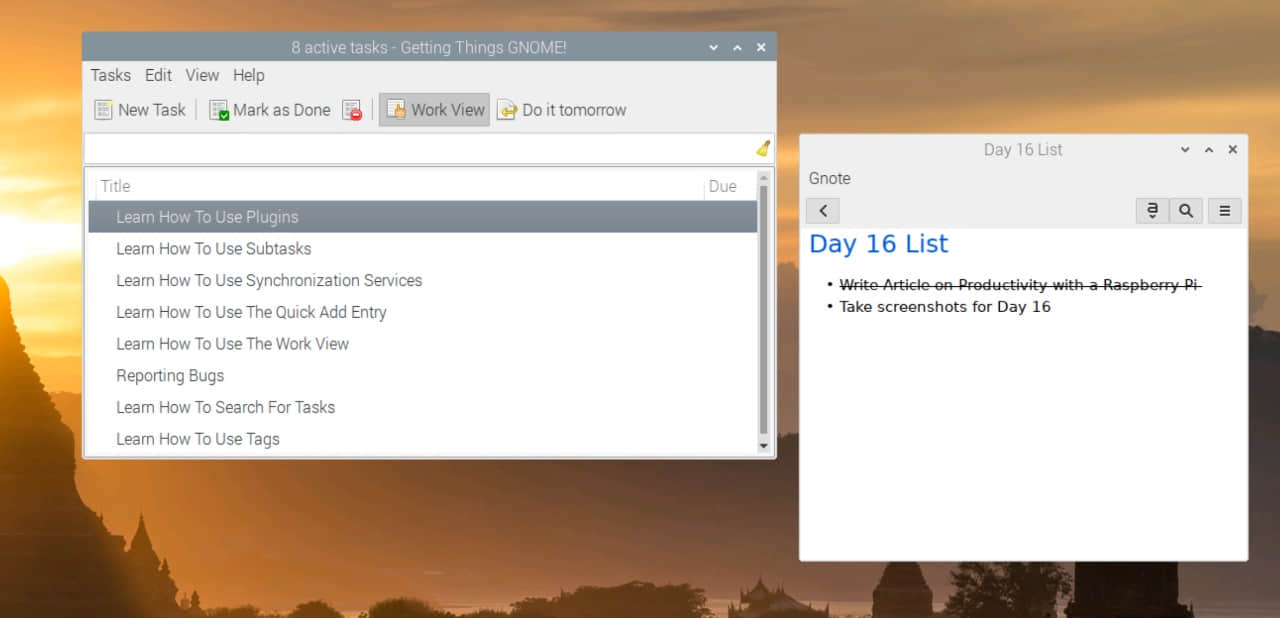 8 active tasks - Getting Things GNOME!
Tasks Edit View Help
New Task Mark as Done Work View Do it tomorrow
Title Due
Learn How To Use Plugins
Learn How To Use Subtasks
Learn How To Use Synchronization Services
Learn How To Use The Quick Add Entry
Learn How To Use The Work View
Reporting Bugs
Learn How To Search For Tasks
Learn How To Use Tags
Day 16 List
Gnote
a
Day 16 List
• Write Article on Productivity with a Raspberry Pi
• Take screenshots for Day 16